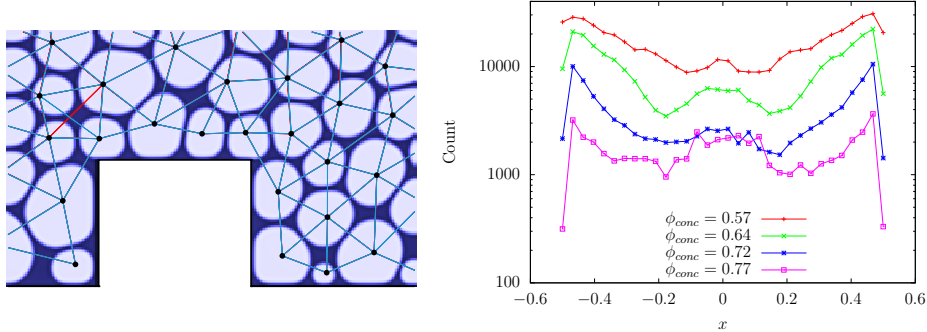 10000
1000
100
Count
ϕconc = 0.57
ϕconc = 0.64
ϕconc = 0.72
ϕconc = 0.77
−0.6 −0.4 −0.2 0 0.2 0.4 0.6
x